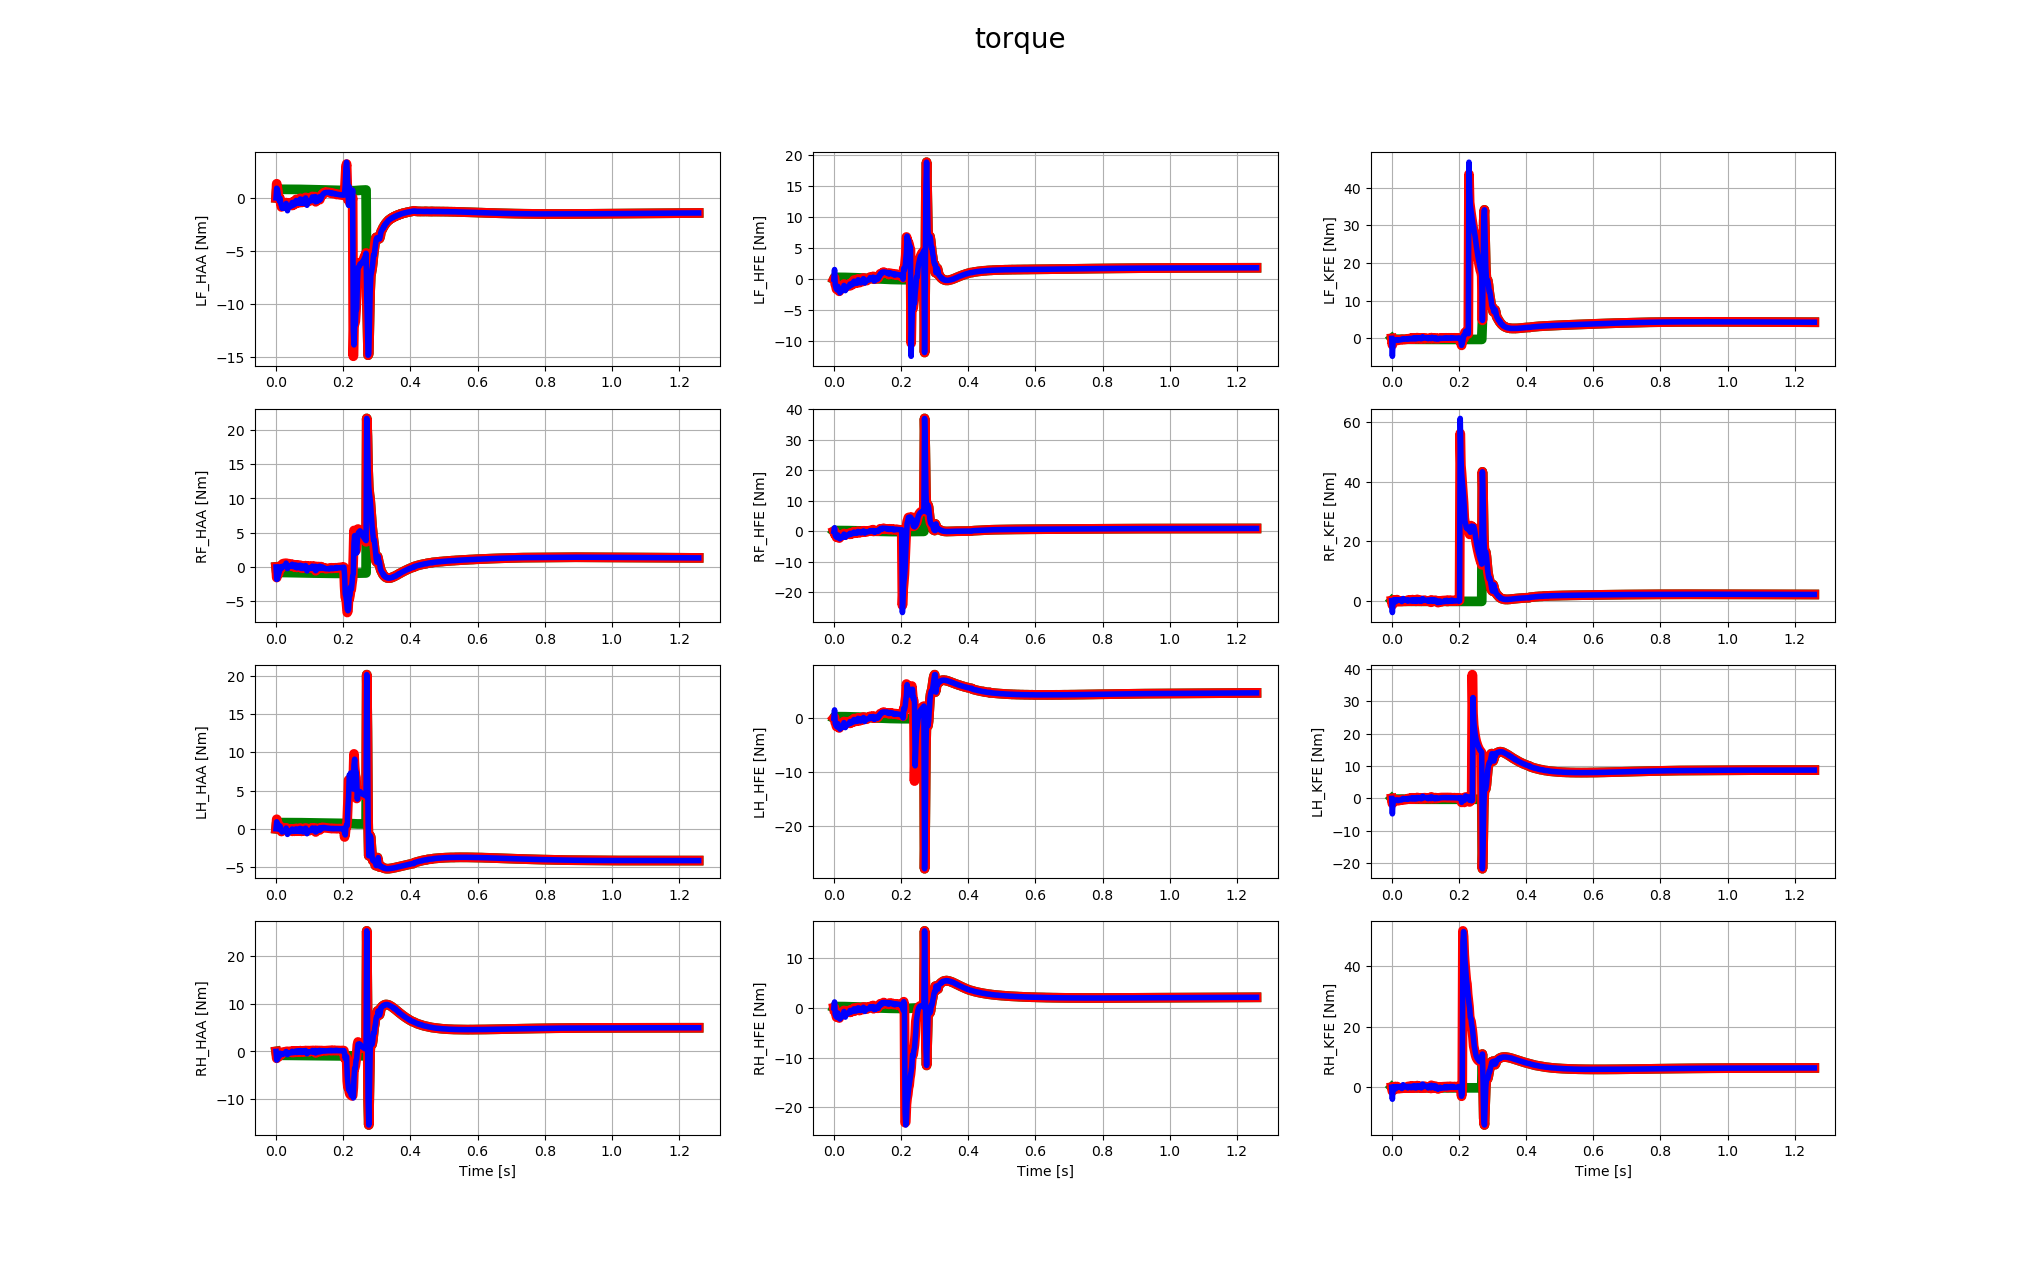 torque
LF_HAA [Nm]
0
−5
−10
−15
0.0 0.2 0.4 0.6 0.8 1.0 1.2
LF_HFE [Nm]
20
15
10
5
0
−5
−10
0.0 0.2 0.4 0.6 0.8 1.0 1.2
LF_KFE [Nm]
40
30
20
10
0
0.0 0.2 0.4 0.6 0.8 1.0 1.2
RF_HAA [Nm]
20
15
10
5
0
−5
0.0 0.2 0.4 0.6 0.8 1.0 1.2
RF_HFE [Nm]
40
30
20
10
0
−10
−20
0.0 0.2 0.4 0.6 0.8 1.0 1.2
RF_KFE [Nm]
60
40
20
0
0.0 0.2 0.4 0.6 0.8 1.0 1.2
LH_HAA [Nm]
20
15
10
5
0
−5
0.0 0.2 0.4 0.6 0.8 1.0 1.2
LH_HFE [Nm]
0
−10
−20
0.0 0.2 0.4 0.6 0.8 1.0 1.2
LH_KFE [Nm]
40
30
20
10
0
−10
−20
0.0 0.2 0.4 0.6 0.8 1.0 1.2
RH_HAA [Nm]
20
10
0
−10
0.0 0.2 0.4 0.6 0.8 1.0 1.2
Time [s]
RH_HFE [Nm]
10
0
−10
−20
0.0 0.2 0.4 0.6 0.8 1.0 1.2
Time [s]
RH_KFE [Nm]
40
20
0
0.0 0.2 0.4 0.6 0.8 1.0 1.2
Time [s]